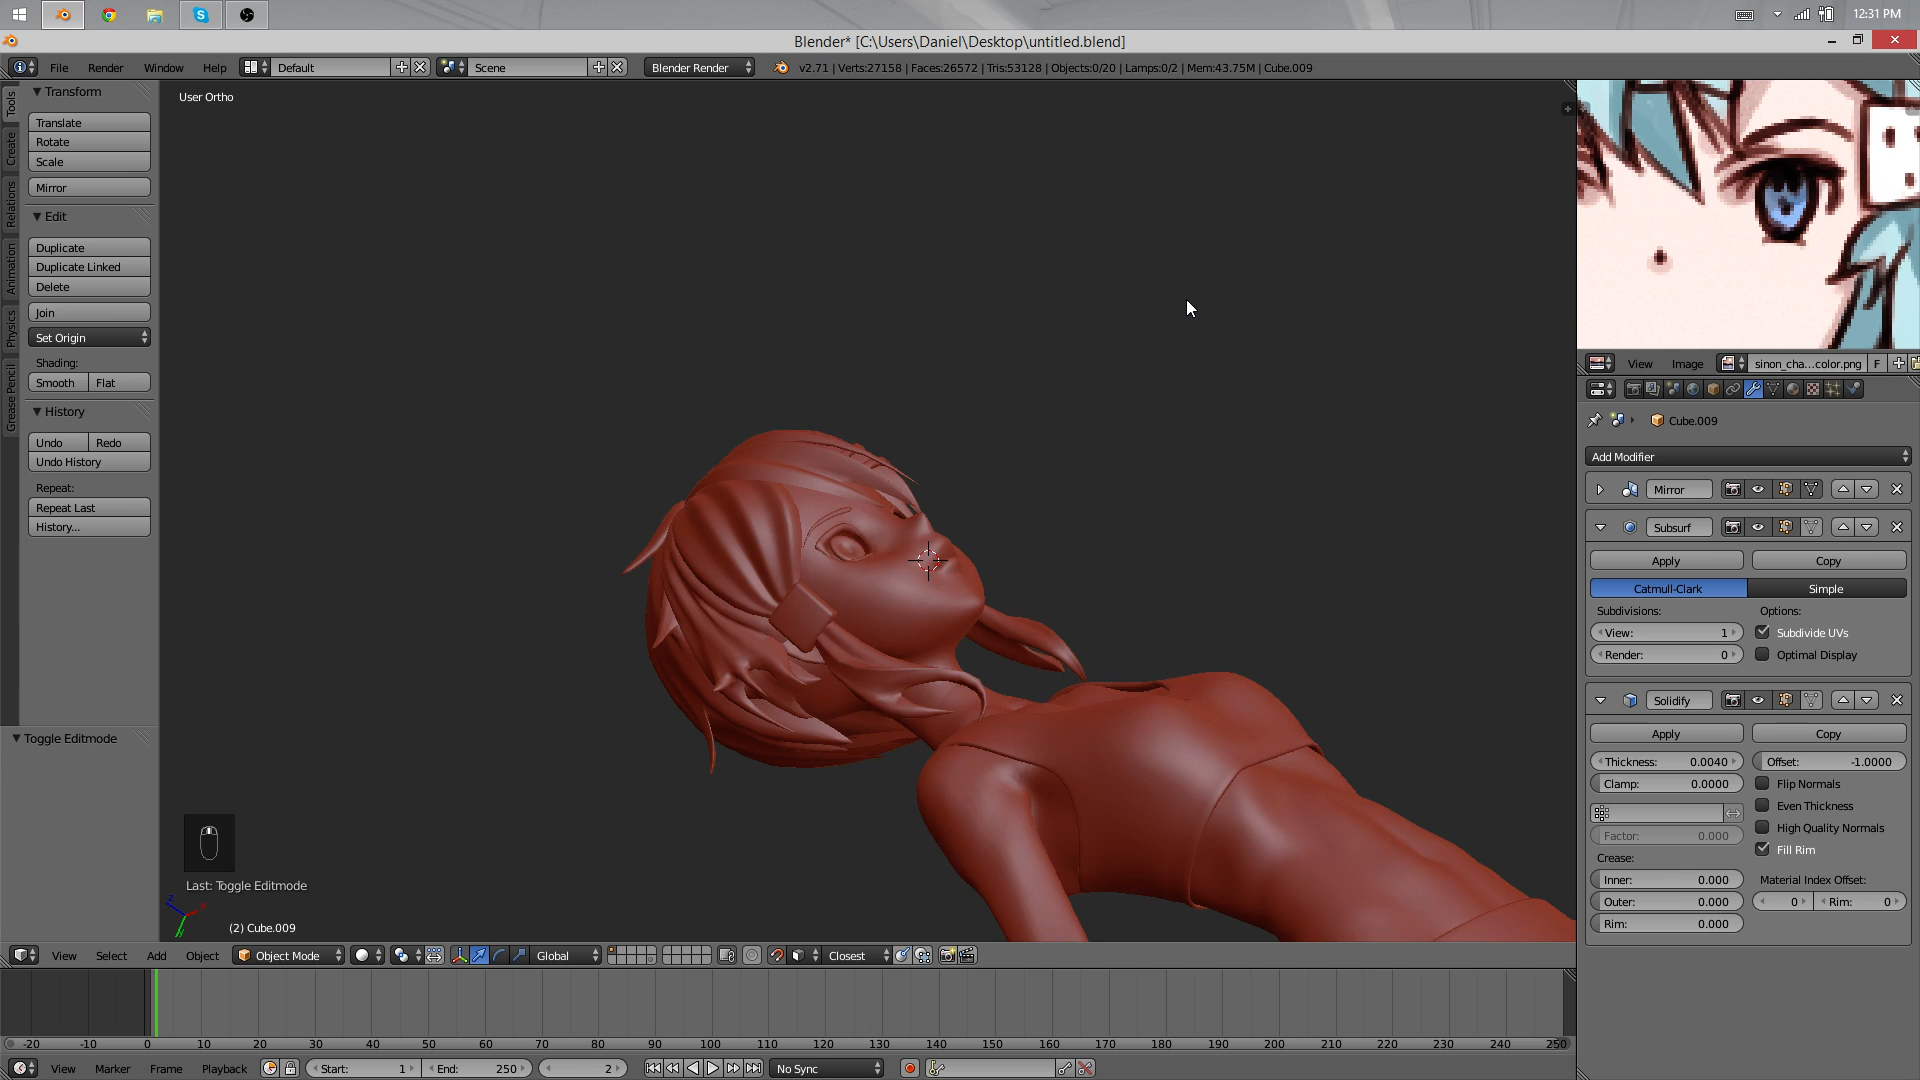 12:31 PM
Blender* [C:\Users\Daniel\Desktop\untitled.blend]
File Render Window Help Default Scene Blender Render v2.71 | Verts:27158 | Faces:26572 | Tris:53128 | Objects:0/20 | Lamps:0/2 | Mem:43.75M | Cube.009
Tools
Create
Relations
Animation
Physics
Grease Pencil
Transform
Translate
Rotate
Scale
Mirror
Edit
Duplicate
Duplicate Linked
Delete
Join
Set Origin
Shading:
Smooth Flat
History
Undo Redo
Undo History
Repeat:
Repeat Last
History...
Toggle Editmode
User Ortho
Last: Toggle Editmode
(2) Cube.009
View Select Add Object Object Mode Global Closest
View Image sinon_cha...color.png F
Cube.009
Add Modifier
Mirror
Subsurf
Apply Copy
Catmull-Clark Simple
Subdivisions: Options:
View: 1 Subdivide UVs
Render: 0 Optimal Display
Solidify
Apply Copy
Thickness: 0.0040 Offset: -1.0000
Clamp: 0.0000 Flip Normals
Even Thickness
Factor: 0.000 High Quality Normals
Fill Rim
Crease:
Inner: 0.000 Material Index Offset:
Outer: 0.000 0 Rim: 0
Rim: 0.000
-20 -10 0 10 20 30 40 50 60 70 80 90 100 110 120 130 140 150 160 170 180 190 200 210 220 230 240 250
View Marker Frame Playback Start: 1 End: 250 2 No Sync